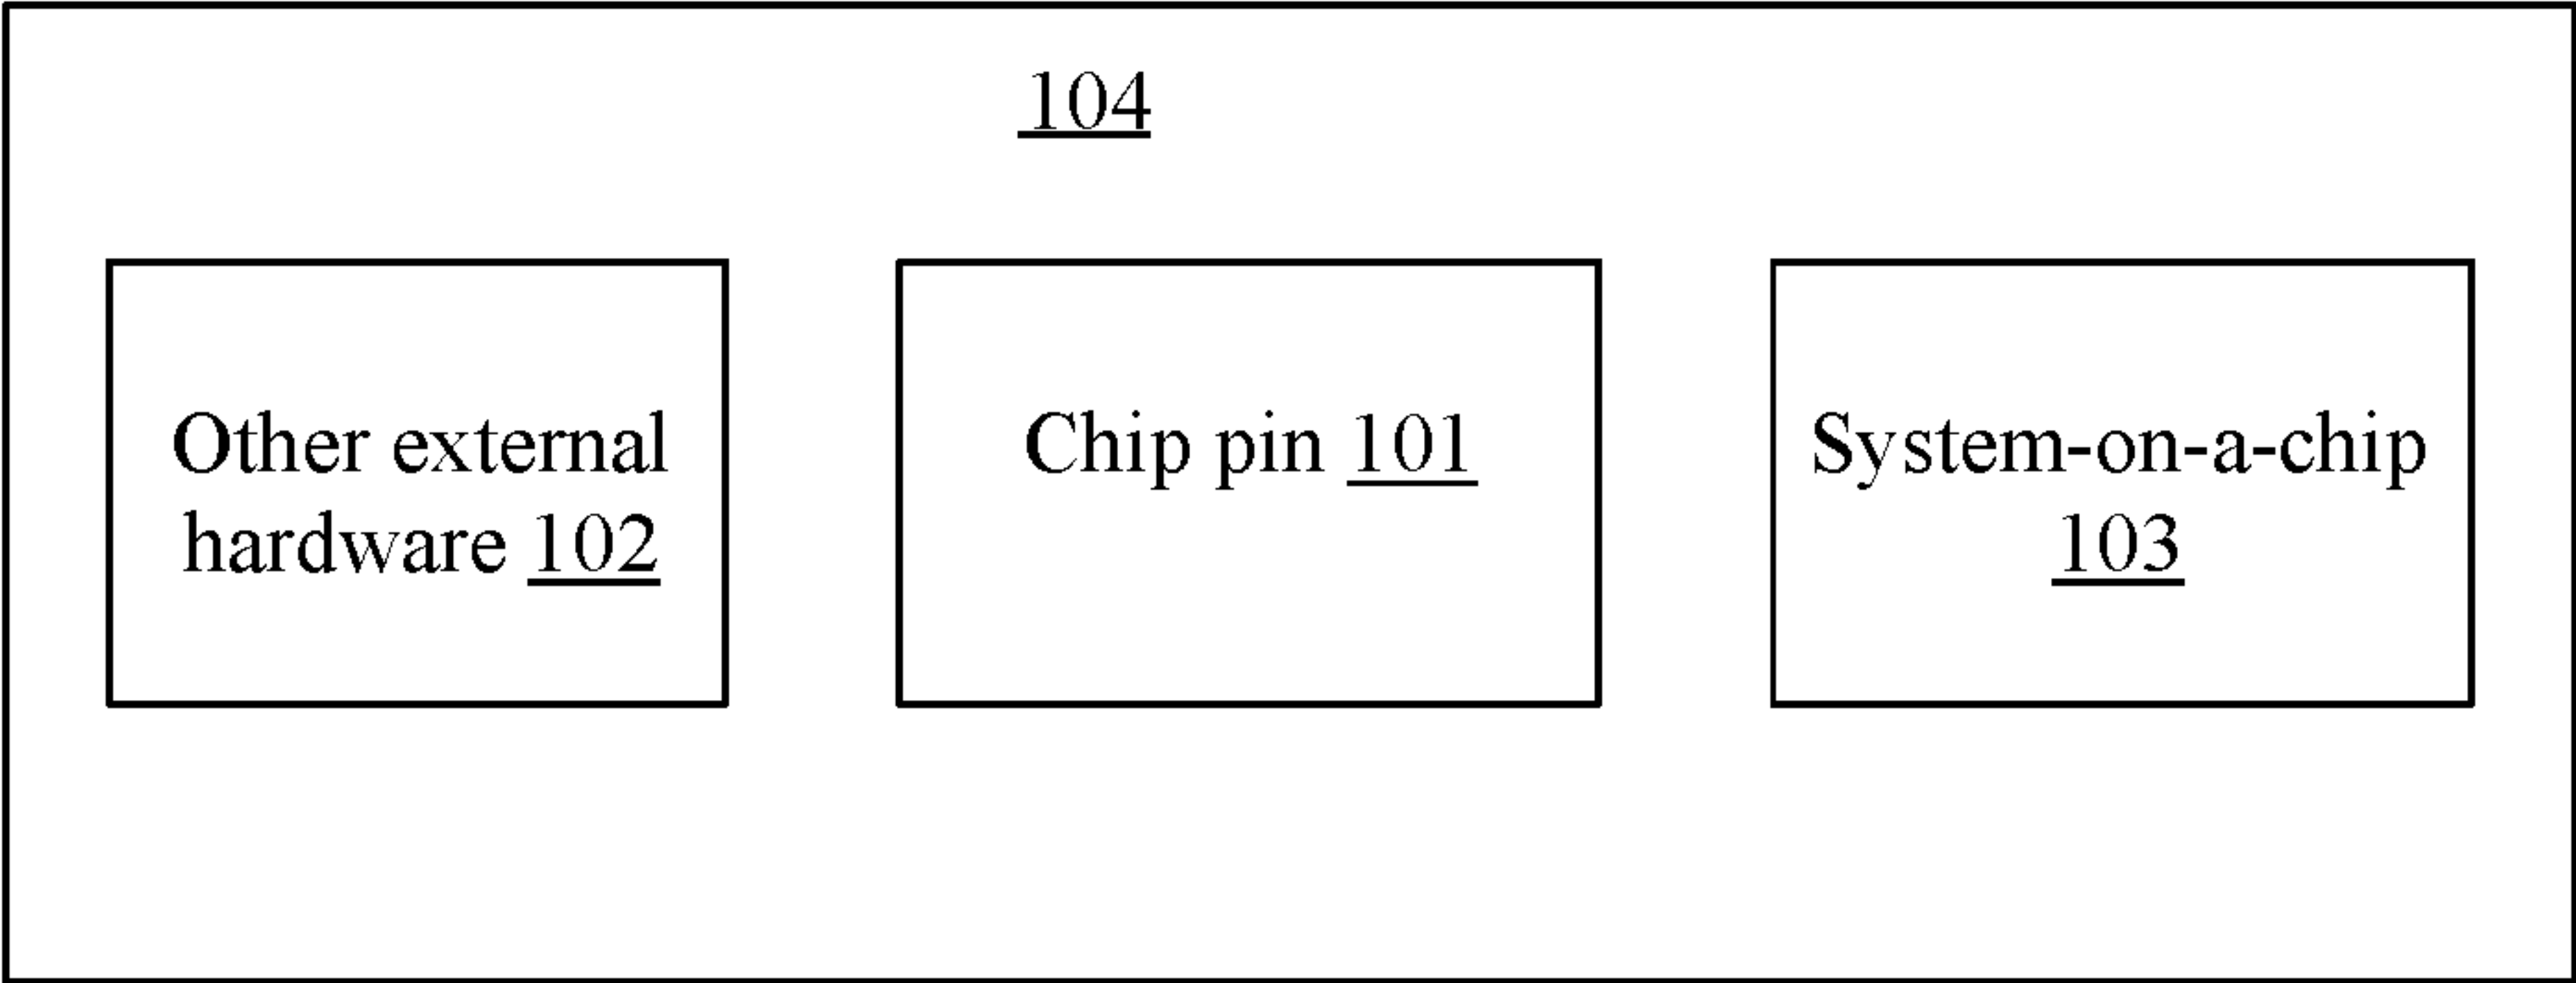 104
Other external
hardware 102
Chip pin 101
System-on-a-chip
103